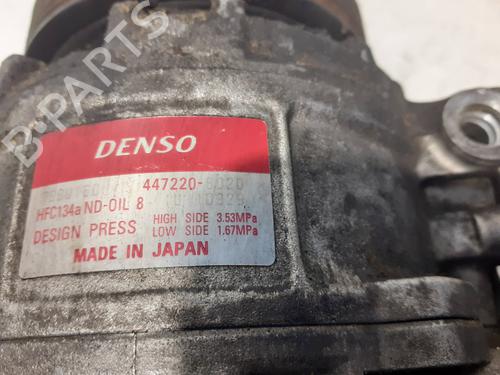 DENSO
447220-
HFC134a ND-OIL 8
DESIGN PRESS HIGH SIDE 3.53MPa
LOW SIDE 1.67MPa
MADE IN JAPAN
B-PARTS